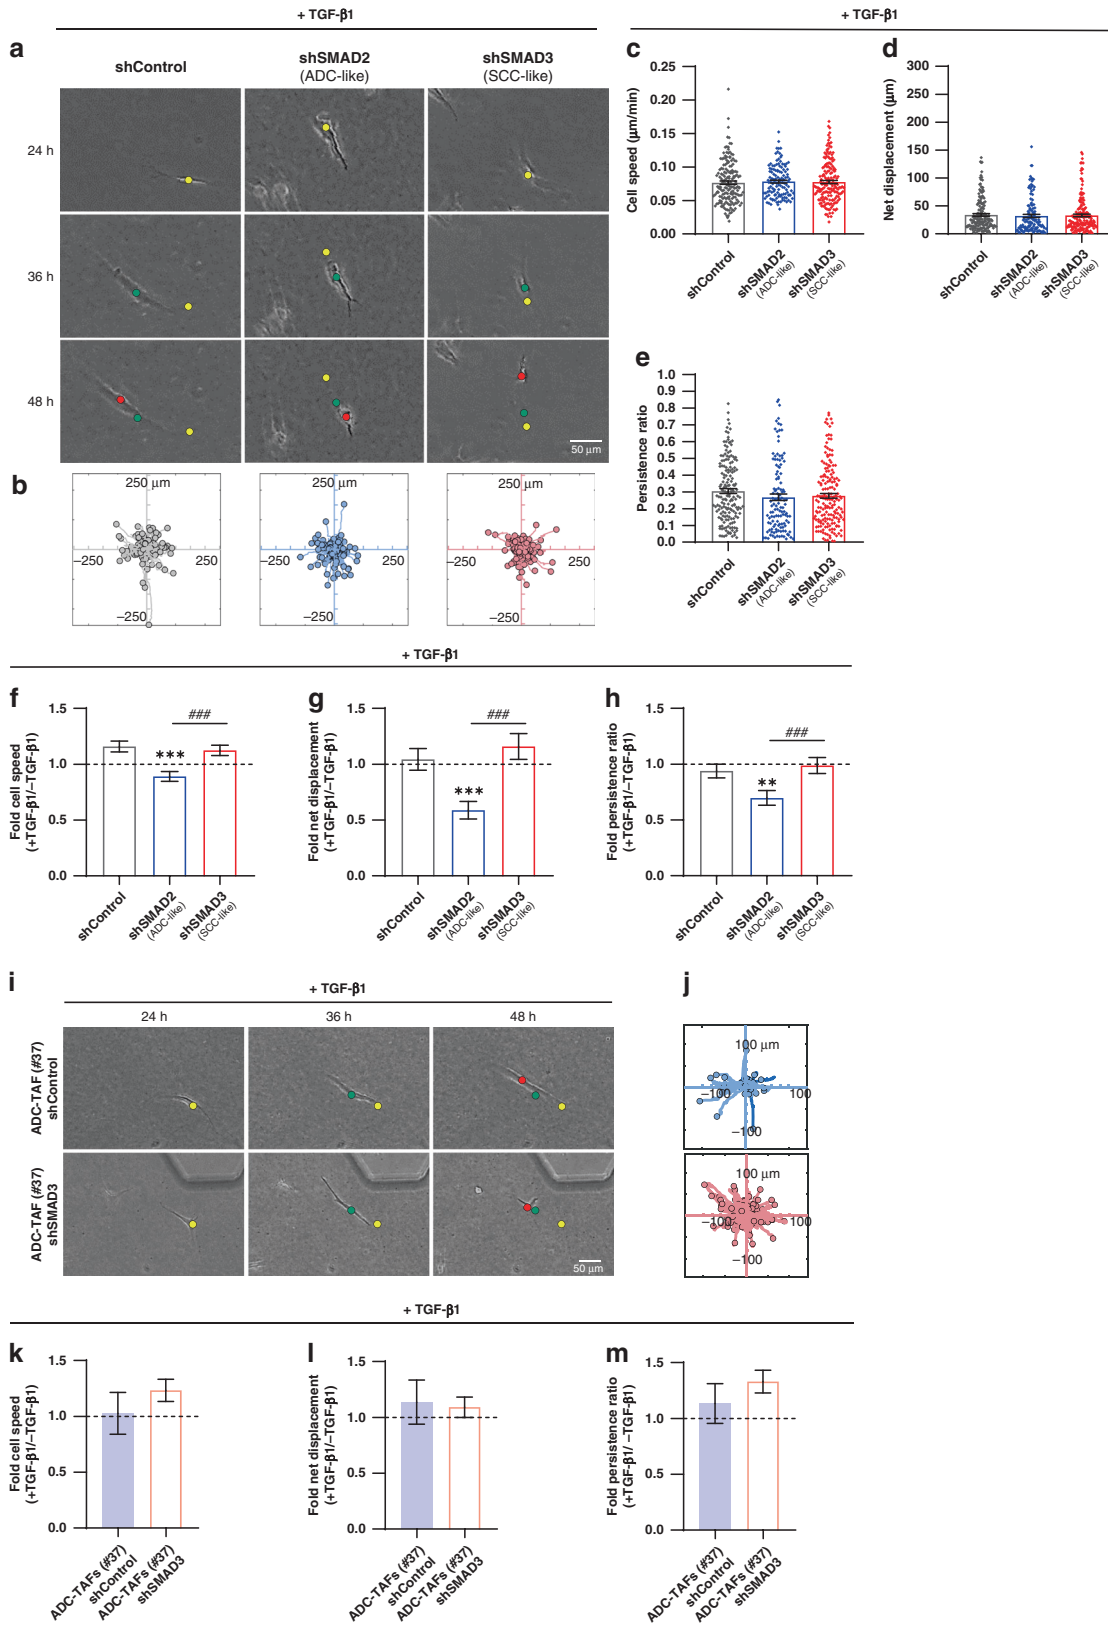 + TGF-β1
a
shControl
shSMAD2
(ADC-like)
shSMAD3
(SCC-like)
24 h
36 h
48 h
50 μm
b
250 μm
−250
250
−250
250 μm
−250
250
−250
250 μm
−250
250
−250
+ TGF-β1
c
Cell speed (μm/min)
0.25
0.20
0.15
0.10
0.05
0.00
shControl
shSMAD2
(ADC-like)
shSMAD3
(SCC-like)
d
Net displacement (μm)
300
250
200
150
100
50
0
shControl
shSMAD2
(ADC-like)
shSMAD3
(SCC-like)
e
Persistence ratio
1.0
0.9
0.8
0.7
0.6
0.5
0.4
0.3
0.2
0.1
0.0
shControl
shSMAD2
(ADC-like)
shSMAD3
(SCC-like)
+ TGF-β1
f
Fold cell speed
(+TGF-β1/−TGF-β1)
1.5
1.0
0.5
0.0
***
###
shControl
shSMAD2
(ADC-like)
shSMAD3
(SCC-like)
g
Fold net displacement
(+TGF-β1/−TGF-β1)
1.5
1.0
0.5
0.0
***
###
shControl
shSMAD2
(ADC-like)
shSMAD3
(SCC-like)
h
Fold persistence ratio
(+TGF-β1/−TGF-β1)
1.5
1.0
0.5
0.0
**
###
shControl
shSMAD2
(ADC-like)
shSMAD3
(SCC-like)
i
+ TGF-β1
24 h
36 h
48 h
ADC-TAF (#37)
shControl
ADC-TAF (#37)
shSMAD3
50 μm
j
100 μm
−100
100
−100
100 μm
−100
100
−100
+ TGF-β1
k
Fold cell speed
(+TGF-β1/−TGF-β1)
1.5
1.0
0.5
0.0
ADC-TAFs (#37)
shControl
ADC-TAFs (#37)
shSMAD3
l
Fold net displacement
(+TGF-β1/−TGF-β1)
1.5
1.0
0.5
0.0
ADC-TAFs (#37)
shControl
ADC-TAFs (#37)
shSMAD3
m
Fold persistence ratio
(+TGF-β1/ −TGF-β1)
1.5
1.0
0.5
0.0
ADC-TAFs (#37)
shControl
ADC-TAFs (#37)
shSMAD3